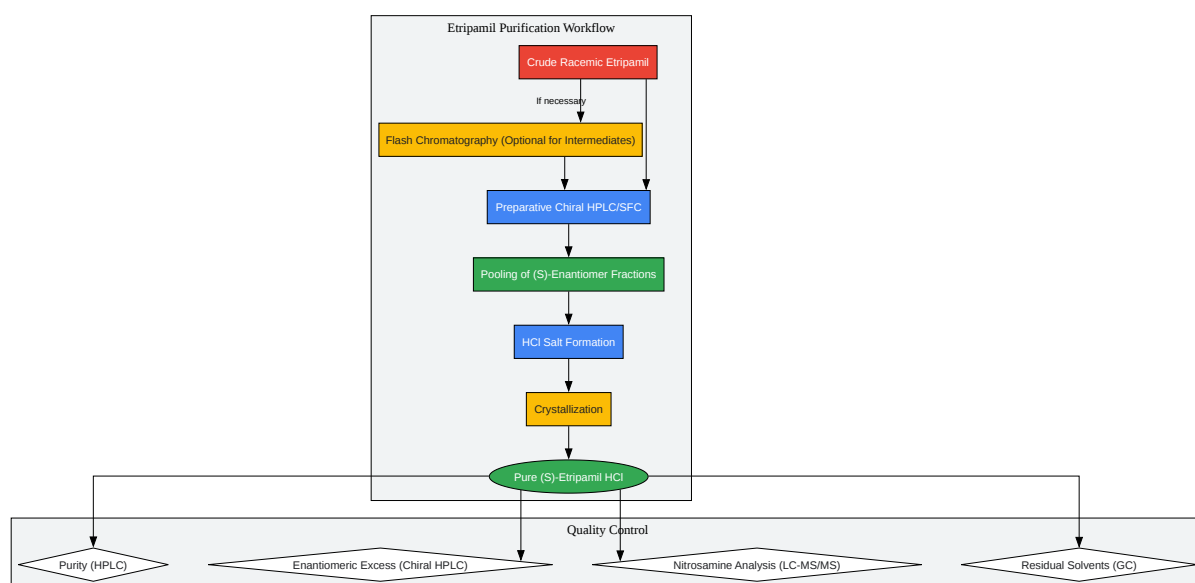 Etripamil Purification Workflow
Crude Racemic Etripamil
If necessary
Flash Chromatography (Optional for Intermediates)
Preparative Chiral HPLC/SFC
Pooling of (S)-Enantiomer Fractions
HCl Salt Formation
Crystallization
Pure (S)-Etripamil HCl
Quality Control
Purity (HPLC)
Enantiomeric Excess (Chiral HPLC)
Nitrosamine Analysis (LC-MS/MS)
Residual Solvents (GC)